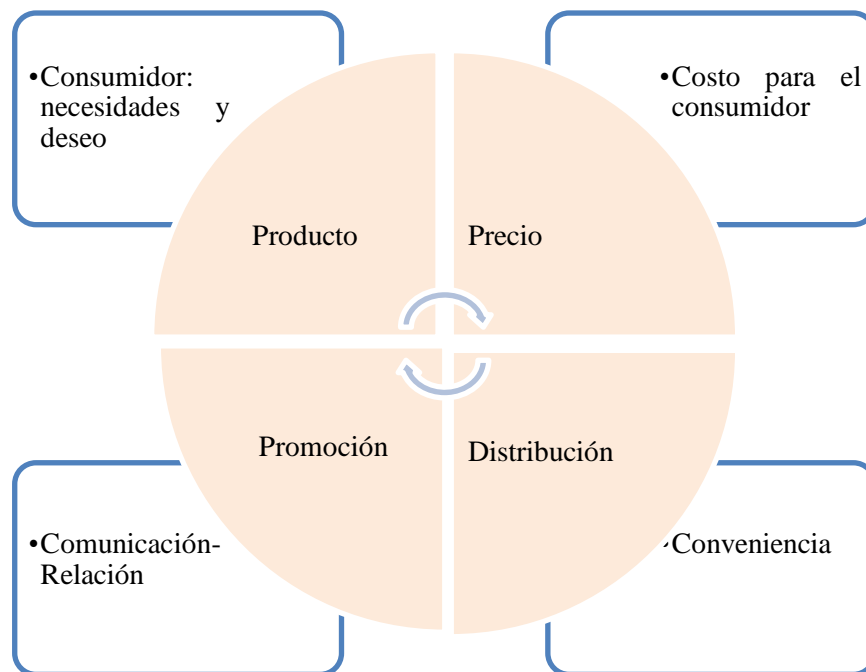 •Consumidor:
necesidades y
deseo
•Costo para el
consumidor
Producto
Precio
Promoción
Distribución
•Comunicación-
Relación
•Conveniencia